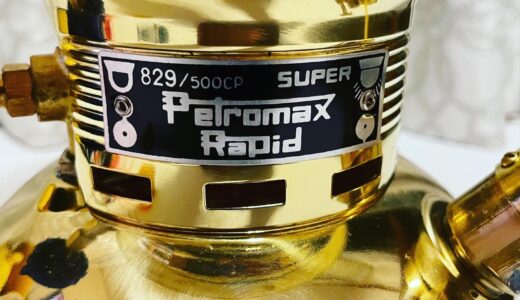 829/500CP SUPER
Petromax
Rapid